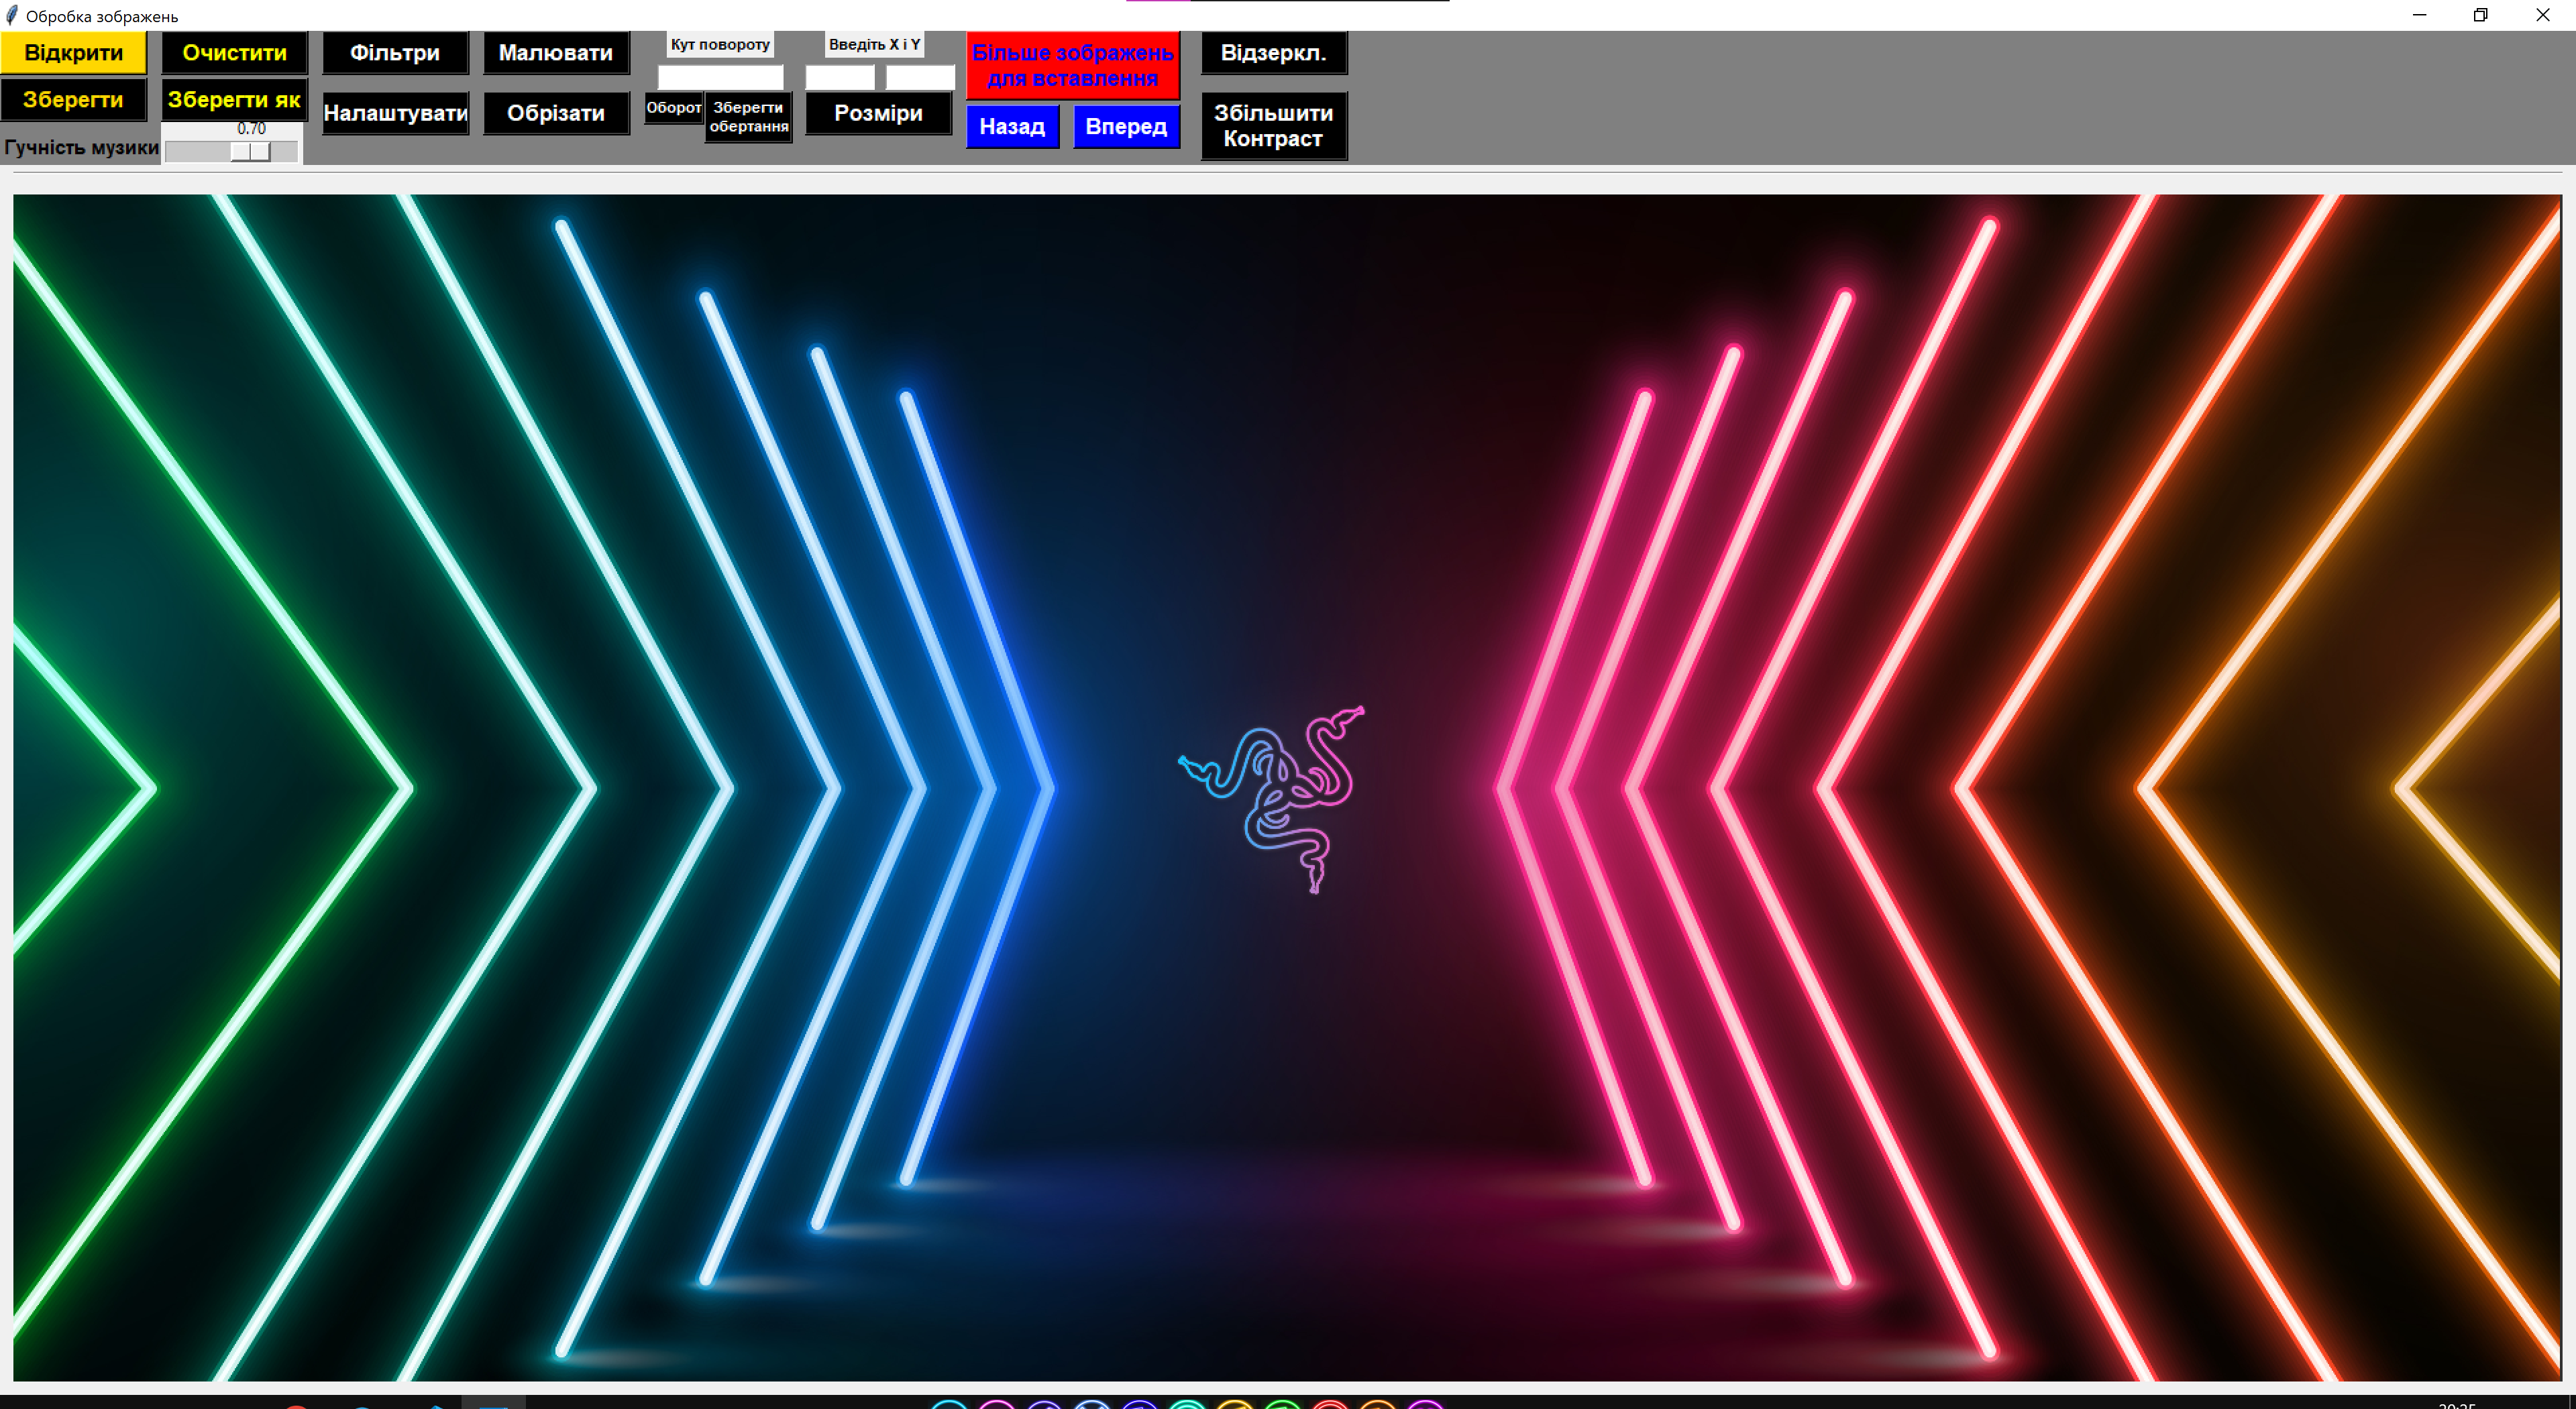 Обробка зображень
Відкрити
Очистити
Фільтри
Малювати
Кут повороту
Введіть X і Y
Більше зображень
для вставлення
Відзеркл.
Зберегти
Зберегти як
Налаштувати
Обрізати
Оборот
Зберегти
обертання
Розміри
Назад
Вперед
Збільшити
Контраст
0.70
Гучність музики